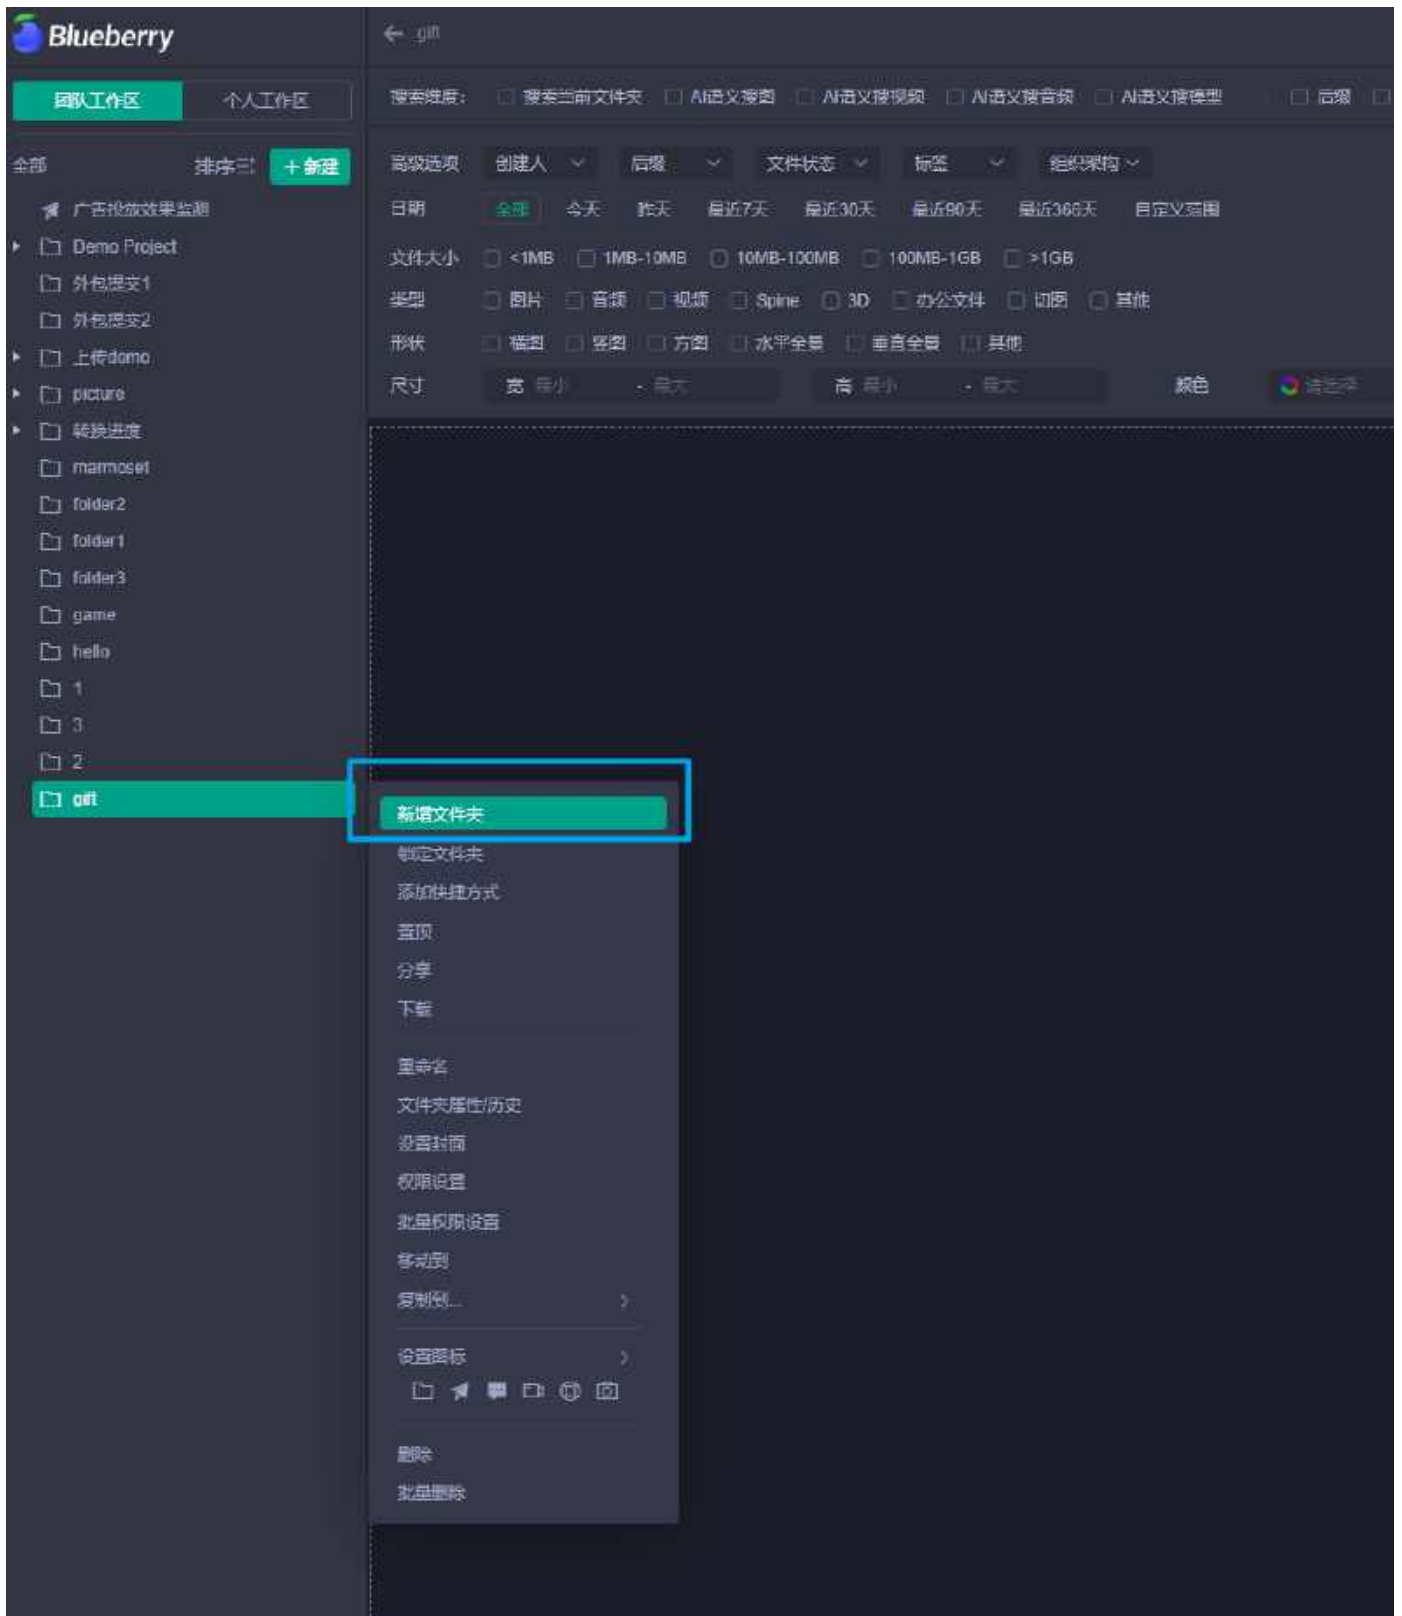 Blueberry
← gift
团队工作区 个人工作区
搜索维度： 搜索当前文件夹 AI语义搜图 AI语义搜视频 AI语义搜音频 AI语义搜模型 后缀
全部 排序 +新建
高级选项 创建人 后缀 文件状态 标签 组织架构
广告投放效果监测
日期 全部 今天 昨天 最近7天 最近30天 最近90天 最近366天 自定义范围
Demo Project
文件大小 <1MB 1MB-10MB 10MB-100MB 100MB-1GB >1GB
外包提交1
类型 图片 音频 视频 Spine 3D 办公文件 切图 其他
外包提交2
形状 横图 竖图 方图 水平全景 垂直全景 其他
上传demo
尺寸 宽 最小 - 最大 高 最小 - 最大 颜色 请选择
picture
转换进度
marmoset
folder2
folder1
folder3
game
hello
1
3
2
gift
新增文件夹
锁定文件夹
添加快捷方式
置顶
分享
下载
重命名
文件夹属性/历史
设置封面
权限设置
批量权限设置
移动到
复制到...
设置图标
删除
批量删除